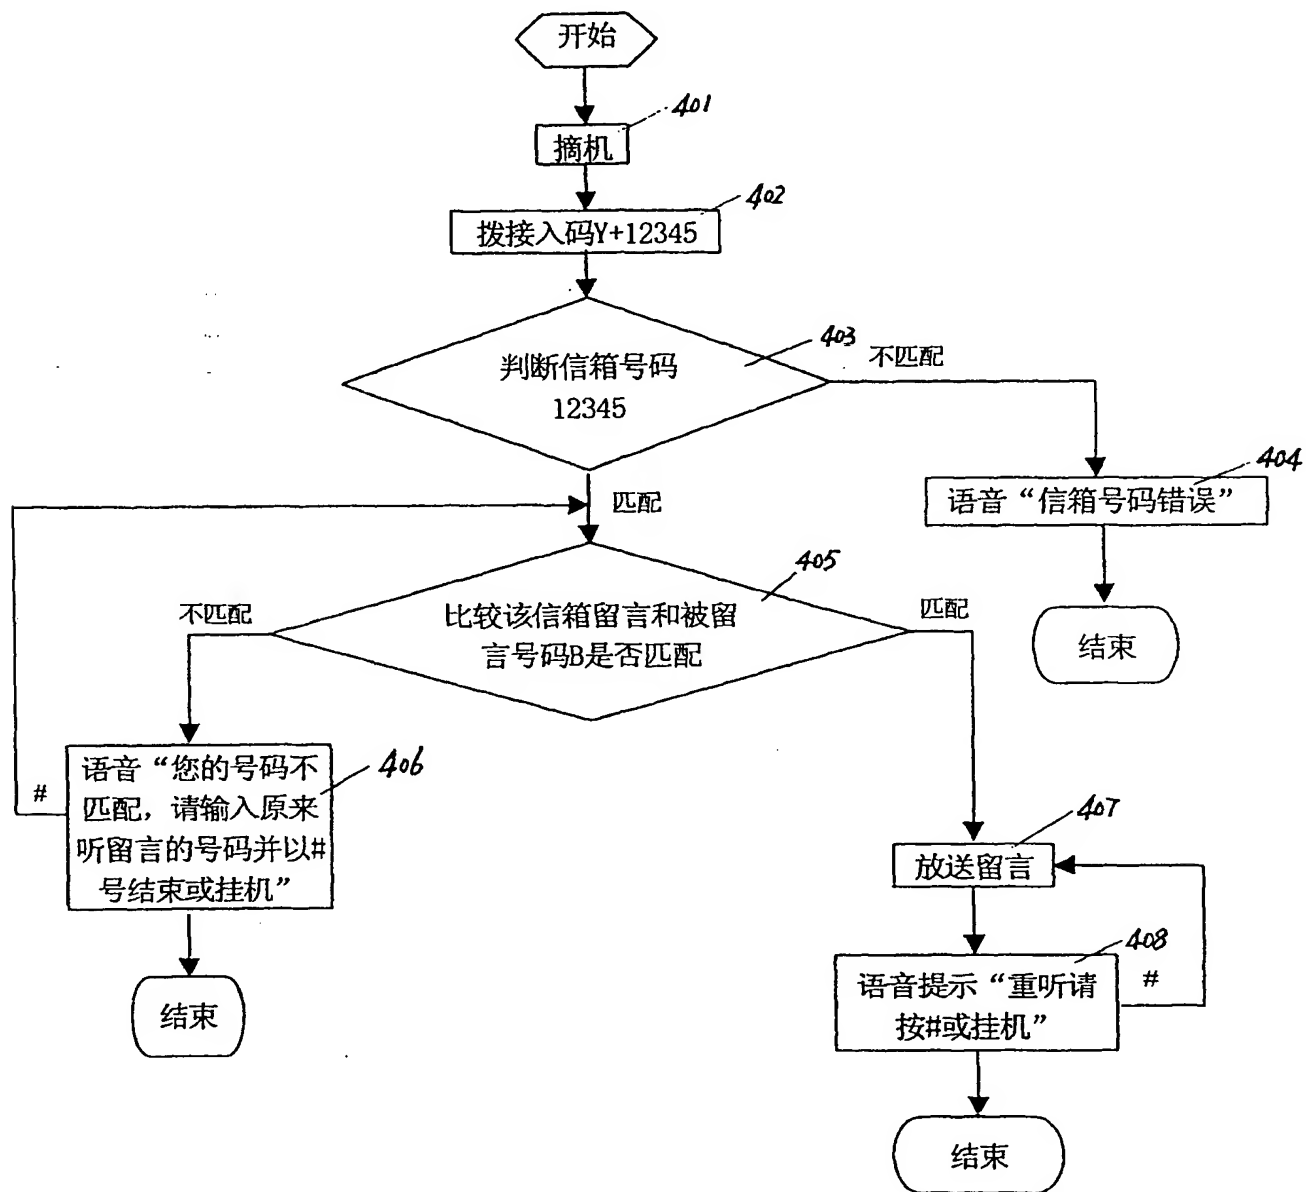 开始
401
摘机
402
拨接入码Y+12345
403
判断信箱号码
12345
不匹配
404
语音“信箱号码错误”
匹配
结束
405
比较该信箱留言和被留
言号码B是否匹配
不匹配
匹配
406
语音“您的号码不
匹配，请输入原来
听留言的号码并以#
号结束或挂机”
#
407
放送留言
408
语音提示“重听请
按#或挂机”
#
结束
结束